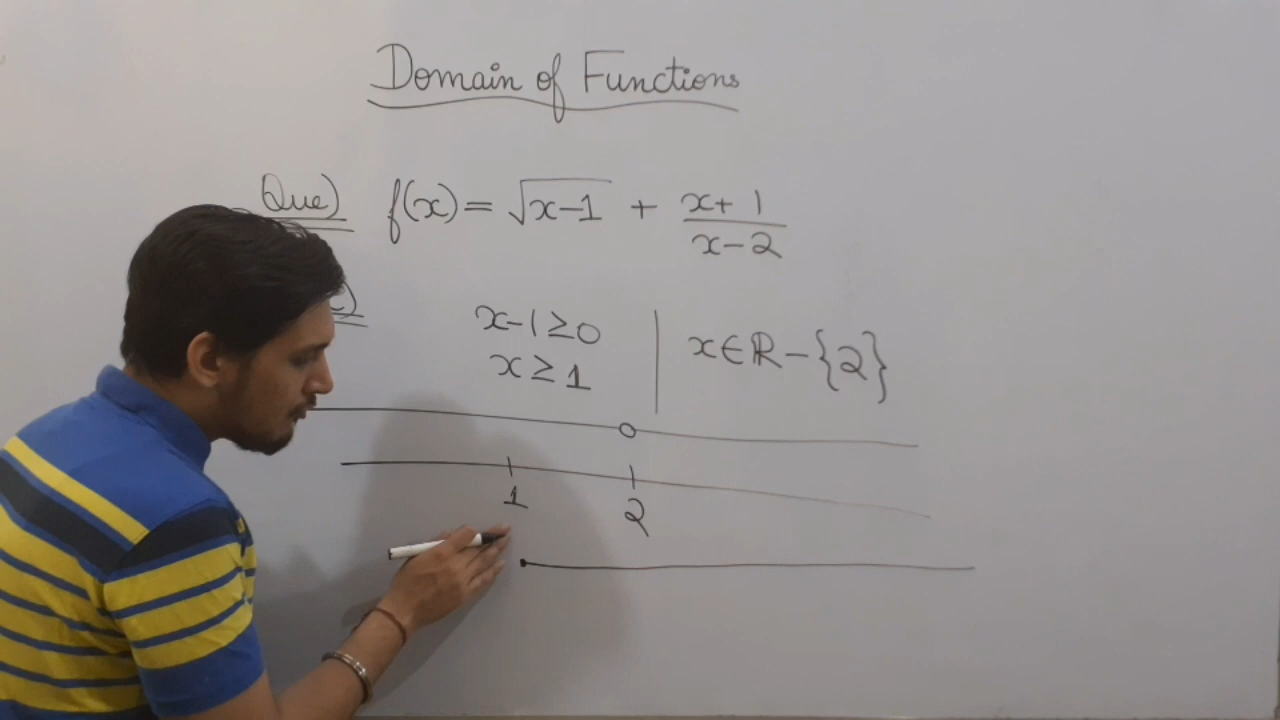 Domain of Functions
Que) f(x) = √(x-1) + (x+1)/(x-2)
x-1≥0
x≥1
x∈ℝ-{2}
1 2